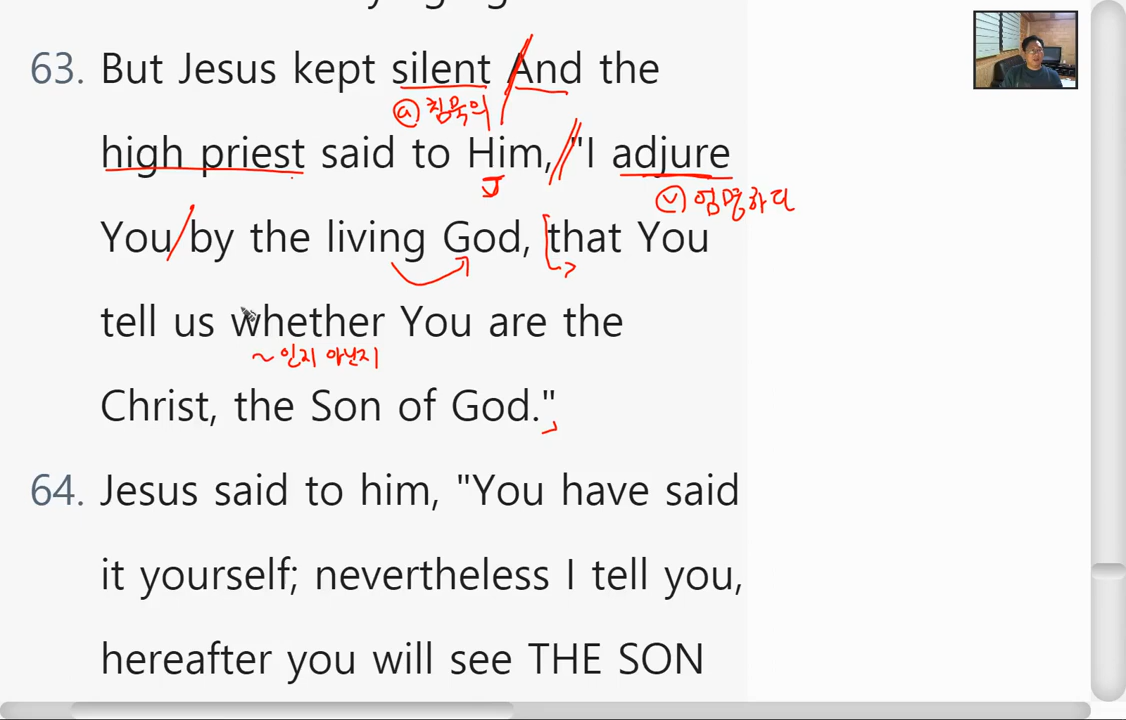 63. But Jesus kept silent And the
ⓐ 침묵의
high priest said to Him, "I adjure
J
ⓥ 엄명하다
You by the living God, that You
tell us whether You are the
~인지 아닌지
Christ, the Son of God."
64. Jesus said to him, "You have said
it yourself; nevertheless I tell you,
hereafter you will see THE SON